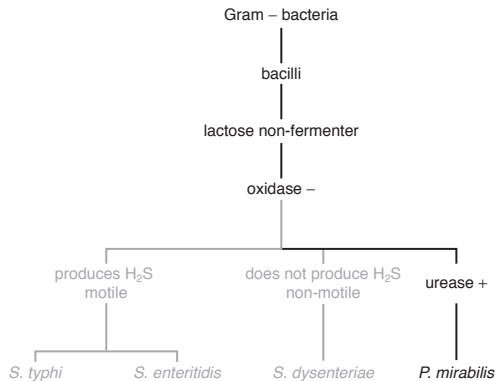 Gram – bacteria
bacilli
lactose non-fermenter
oxidase –
produces H₂S
motile
does not produce H₂S
non-motile
urease +
S. typhi
S. enteritidis
S. dysenteriae
P. mirabilis